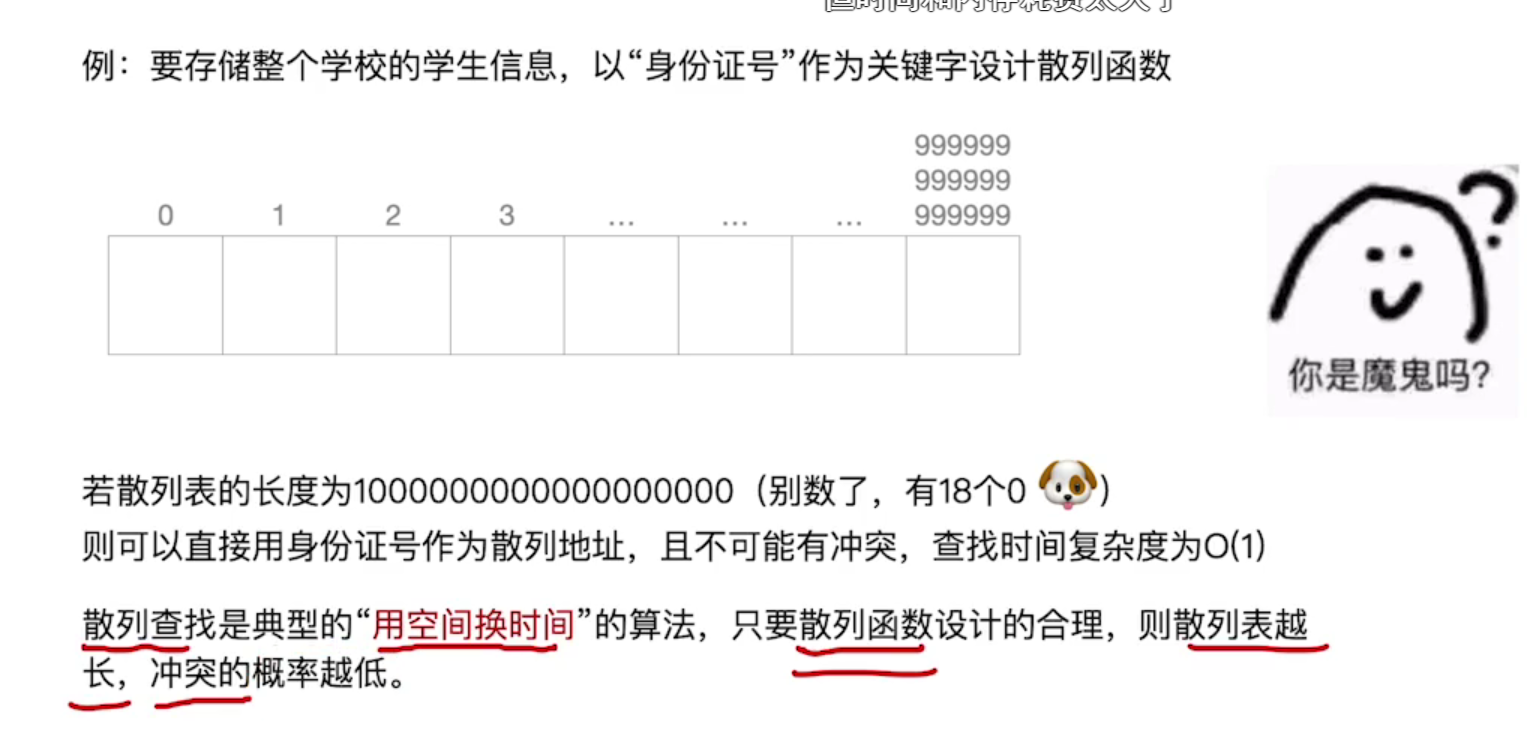 例：要存储整个学校的学生信息，以“身份证号”作为关键字设计散列函数
999999
999999
0 1 2 3 … … … 999999
你是魔鬼吗?
若散列表的长度为1000000000000000000（别数了，有18个0 🐶）
则可以直接用身份证号作为散列地址，且不可能有冲突，查找时间复杂度为O(1)
散列查找是典型的“用空间换时间”的算法，只要散列函数设计的合理，则散列表越
长，冲突的概率越低。